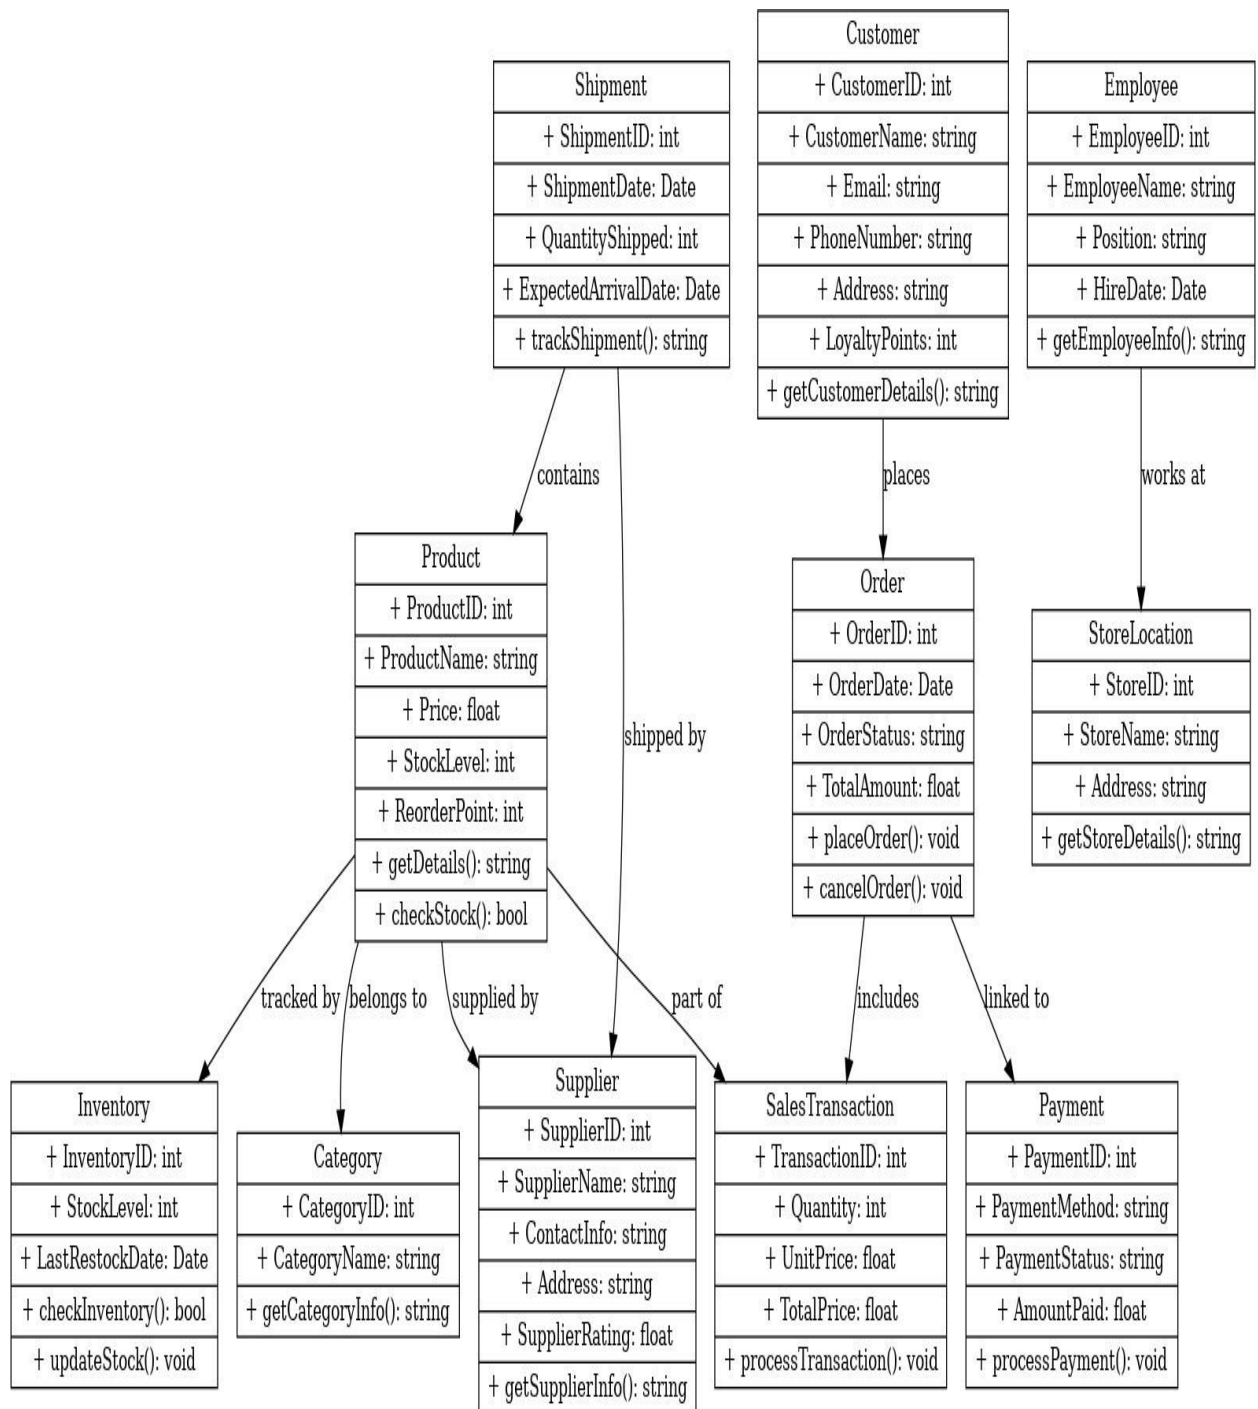 Customer
+ CustomerID: int
+ CustomerName: string
+ Email: string
+ PhoneNumber: string
+ Address: string
+ LoyaltyPoints: int
+ getCustomerDetails(): string
Shipment
+ ShipmentID: int
+ ShipmentDate: Date
+ QuantityShipped: int
+ ExpectedArrivalDate: Date
+ trackShipment(): string
Employee
+ EmployeeID: int
+ EmployeeName: string
+ Position: string
+ HireDate: Date
+ getEmployeeInfo(): string
contains
places
works at
Product
+ ProductID: int
+ ProductName: string
+ Price: float
+ StockLevel: int
+ ReorderPoint: int
+ getDetails(): string
+ checkStock(): bool
shipped by
Order
+ OrderID: int
+ OrderDate: Date
+ OrderStatus: string
+ TotalAmount: float
+ placeOrder(): void
+ cancelOrder(): void
StoreLocation
+ StoreID: int
+ StoreName: string
+ Address: string
+ getStoreDetails(): string
tracked by
belongs to
supplied by
part of
includes
linked to
Inventory
+ InventoryID: int
+ StockLevel: int
+ LastRestockDate: Date
+ checkInventory(): bool
+ updateStock(): void
Category
+ CategoryID: int
+ CategoryName: string
+ getCategoryInfo(): string
Supplier
+ SupplierID: int
+ SupplierName: string
+ ContactInfo: string
+ Address: string
+ SupplierRating: float
+ getSupplierInfo(): string
SalesTransaction
+ TransactionID: int
+ Quantity: int
+ UnitPrice: float
+ TotalPrice: float
+ processTransaction(): void
Payment
+ PaymentID: int
+ PaymentMethod: string
+ PaymentStatus: string
+ AmountPaid: float
+ processPayment(): void